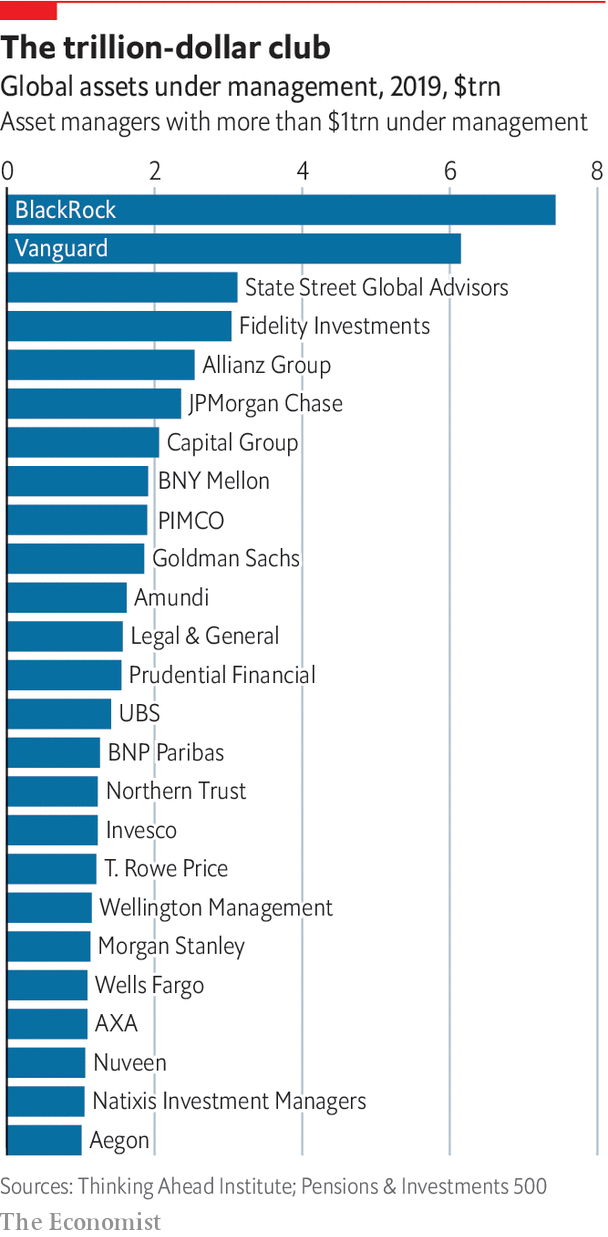 The trillion-dollar club
Global assets under management, 2019, $trn
Asset managers with more than $1trn under management
0 2 4 6 8
BlackRock
Vanguard
State Street Global Advisors
Fidelity Investments
Allianz Group
JPMorgan Chase
Capital Group
BNY Mellon
PIMCO
Goldman Sachs
Amundi
Legal & General
Prudential Financial
UBS
BNP Paribas
Northern Trust
Invesco
T. Rowe Price
Wellington Management
Morgan Stanley
Wells Fargo
AXA
Nuveen
Natixis Investment Managers
Aegon
Sources: Thinking Ahead Institute; Pensions & Investments 500
The Economist